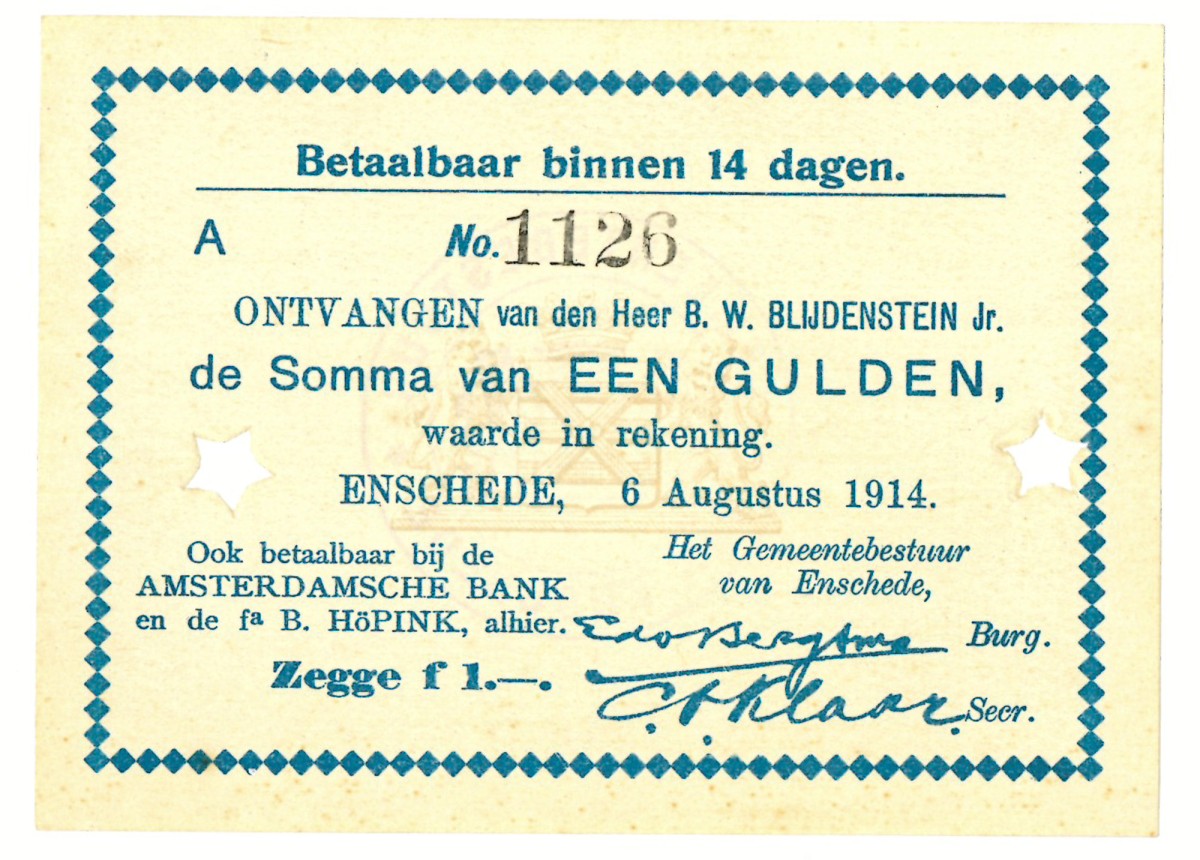 Betaalbaar binnen 14 dagen.
A No. 1126
ONTVANGEN van den Heer B. W. BLIJDENSTEIN Jr.
de Somma van EEN GULDEN,
waarde in rekening.
ENSCHEDE, 6 Augustus 1914.
Ook betaalbaar bij de
AMSTERDAMSCHE BANK
en de fa B. HöPINK, alhier.
Zegge f 1.—.
Het Gemeentebestuur
van Enschede,
Edo Bergsma Burg.
Secr.